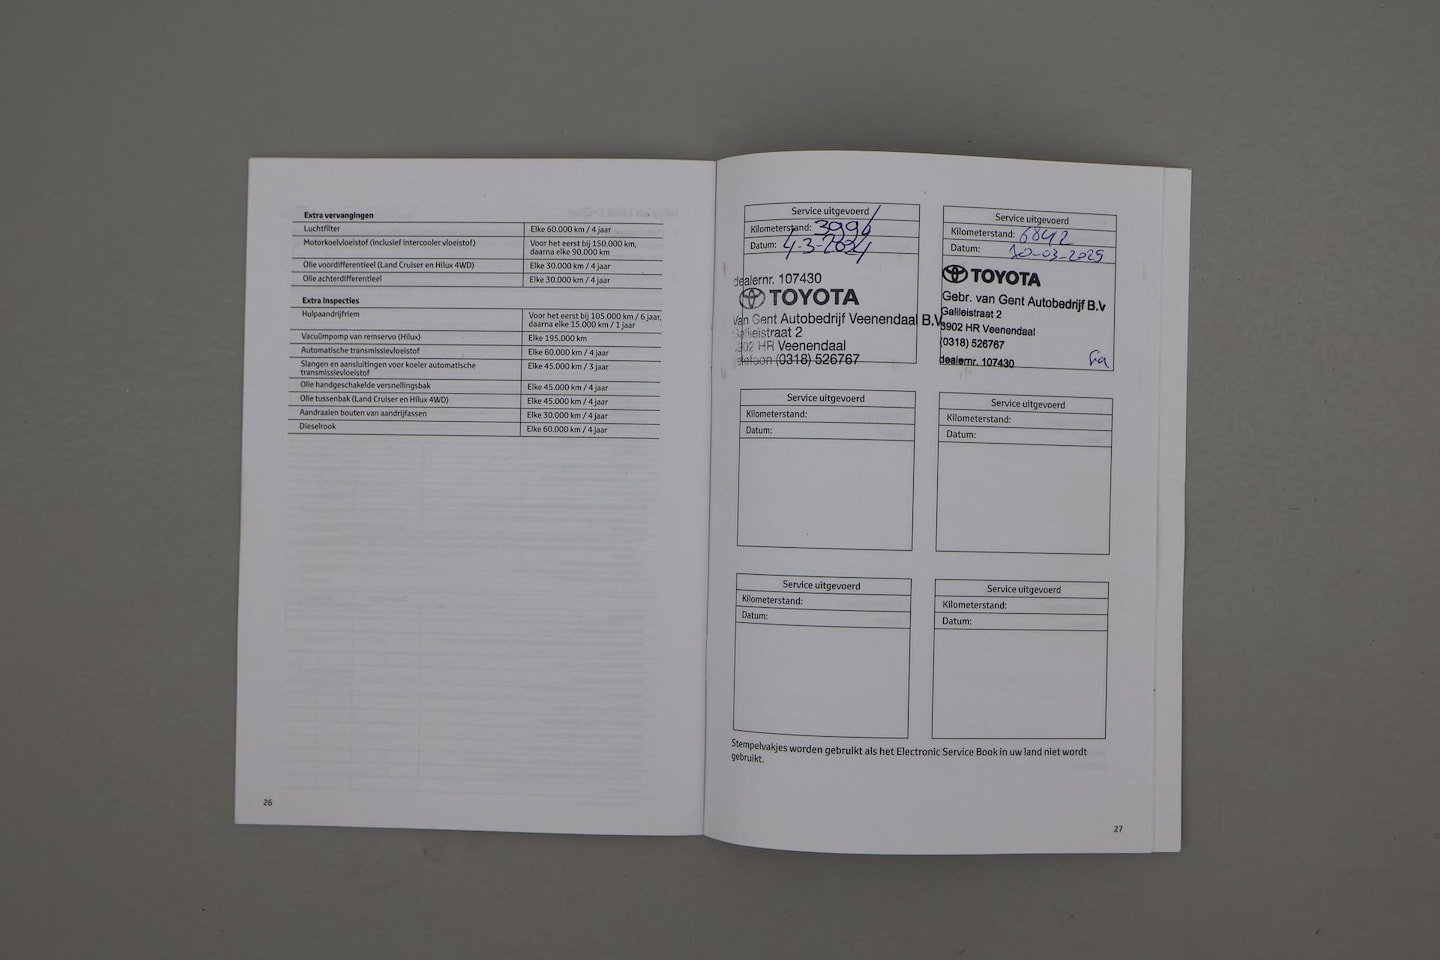 Extra vervangingen
Luchtfilter Elke 60.000 km / 4 jaar
Motorkoelvloeistof (inclusief intercooler vloeistof) Voor het eerst bij 150.000 km,
daarna elke 90.000 km
Olie voordifferentieel (Land Cruiser en Hilux 4WD) Elke 30.000 km / 4 jaar
Olie achterdifferentieel Elke 30.000 km / 4 jaar
Extra Inspecties
Hulpaandrijfriem Voor het eerst bij 105.000 km / 6 jaar,
daarna elke 15.000 km / 1 jaar
Vacuümpomp van remservo (Hilux) Elke 195.000 km
Automatische transmissievloeistof Elke 60.000 km / 4 jaar
Slangen en aansluitingen voor koeler automatische Elke 45.000 km / 3 jaar
transmissievloeistof
Olie handgeschakelde versnellingsbak Elke 45.000 km / 4 jaar
Olie tussenbak (Land Cruiser en Hilux 4WD) Elke 45.000 km / 4 jaar
Aandraaien bouten van aandrijfassen Elke 30.000 km / 4 jaar
Dieselrook Elke 60.000 km / 4 jaar
26
Service uitgevoerd
Kilometerstand: 3996
Datum: 4-3-2024
dealernr. 107430
TOYOTA
Van Gent Autobedrijf Veenendaal B.V.
Galileistraat 2
HR Veenendaal
telefoon (0318) 526767
Service uitgevoerd
Kilometerstand: 6842
Datum: 10-03-2025
TOYOTA
Gebr. van Gent Autobedrijf B.V
Galileistraat 2
3902 HR Veenendaal
(0318) 526767
dealernr. 107430
Service uitgevoerd
Kilometerstand:
Datum:
Service uitgevoerd
Kilometerstand:
Datum:
Service uitgevoerd
Kilometerstand:
Datum:
Service uitgevoerd
Kilometerstand:
Datum:
Stempelvakjes worden gebruikt als het Electronic Service Book in uw land niet wordt
gebruikt.
27